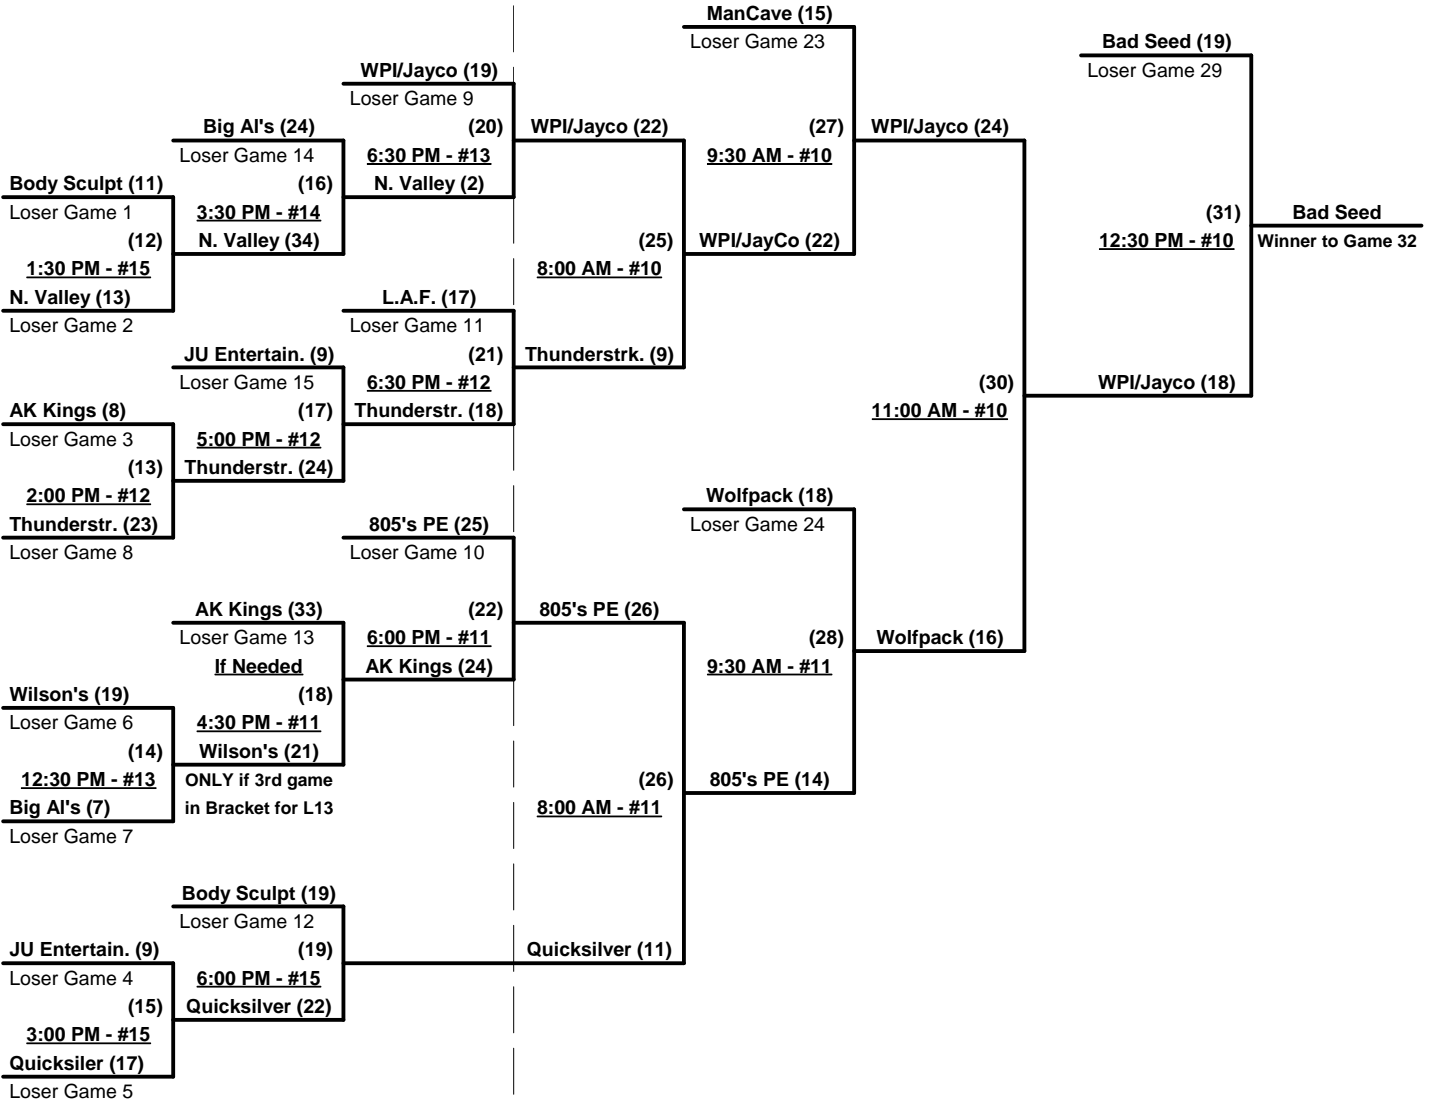 ManCave (15)
Loser Game 23
Bad Seed (19)
Loser Game 29
WPI/Jayco (19)
Loser Game 9
Big Al's (24)
Loser Game 14
(20)
6:30 PM - #13
WPI/Jayco (22)
(27)
9:30 AM - #10
WPI/Jayco (24)
Body Sculpt (11)
Loser Game 1
(16)
3:30 PM - #14
N. Valley (2)
(12)
1:30 PM - #15
N. Valley (34)
(25)
8:00 AM - #10
WPI/JayCo (22)
(31)
12:30 PM - #10
Bad Seed
Winner to Game 32
N. Valley (13)
Loser Game 2
L.A.F. (17)
Loser Game 11
JU Entertain. (9)
Loser Game 15
(21)
6:30 PM - #12
Thunderstrk. (9)
(30)
11:00 AM - #10
WPI/Jayco (18)
AK Kings (8)
Loser Game 3
(17)
5:00 PM - #12
Thunderstr. (18)
(13)
2:00 PM - #12
Thunderstr. (24)
Thunderstr. (23)
Loser Game 8
805's PE (25)
Loser Game 10
Wolfpack (18)
Loser Game 24
AK Kings (33)
Loser Game 13
If Needed
(22)
6:00 PM - #11
805's PE (26)
(28)
9:30 AM - #11
Wolfpack (16)
AK Kings (24)
Wilson's (19)
Loser Game 6
(18)
4:30 PM - #11
(14)
12:30 PM - #13
Wilson's (21)
ONLY if 3rd game
in Bracket for L13
(26)
8:00 AM - #11
805's PE (14)
Big Al's (7)
Loser Game 7
Body Sculpt (19)
Loser Game 12
JU Entertain. (9)
Loser Game 4
(19)
6:00 PM - #15
Quicksilver (11)
(15)
3:00 PM - #15
Quicksilver (22)
Quicksiler (17)
Loser Game 5